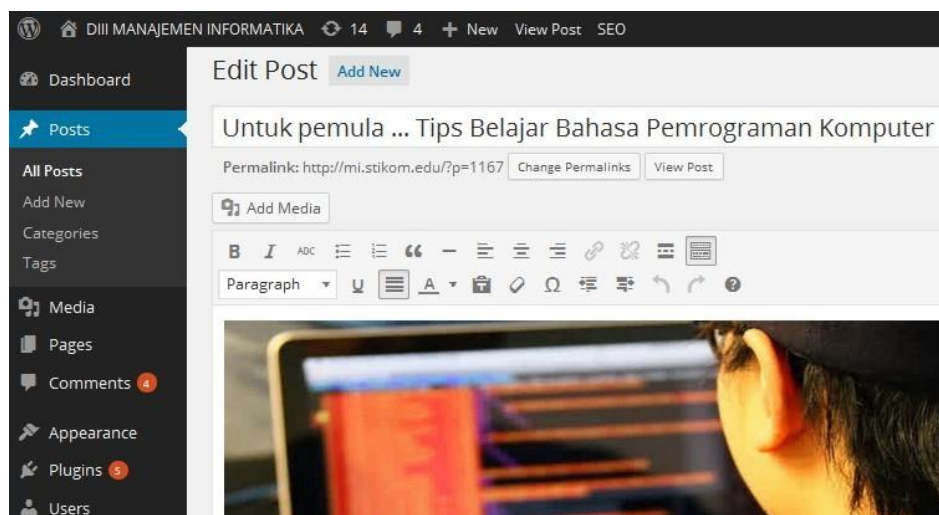 DIII MANAJEMEN INFORMATIKA 14 4 + New View Post SEO
Dashboard
Edit Post Add New
Posts
Untuk pemula ... Tips Belajar Bahasa Pemrograman Komputer
All Posts
Permalink: http://mi.stikom.edu/?p=1167 Change Permalinks View Post
Add New
Add Media
Categories
B I ABC
Tags
Paragraph U A Ω
Media
Pages
Comments 4
Appearance
Plugins 5
Users